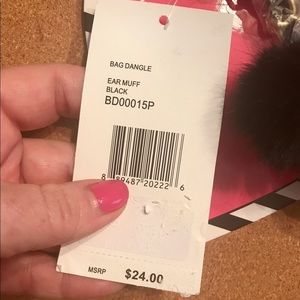 BAG DANGLE
EAR MUFF
BLACK
BD00015P
8 89487 20222 6
MSRP $24.00